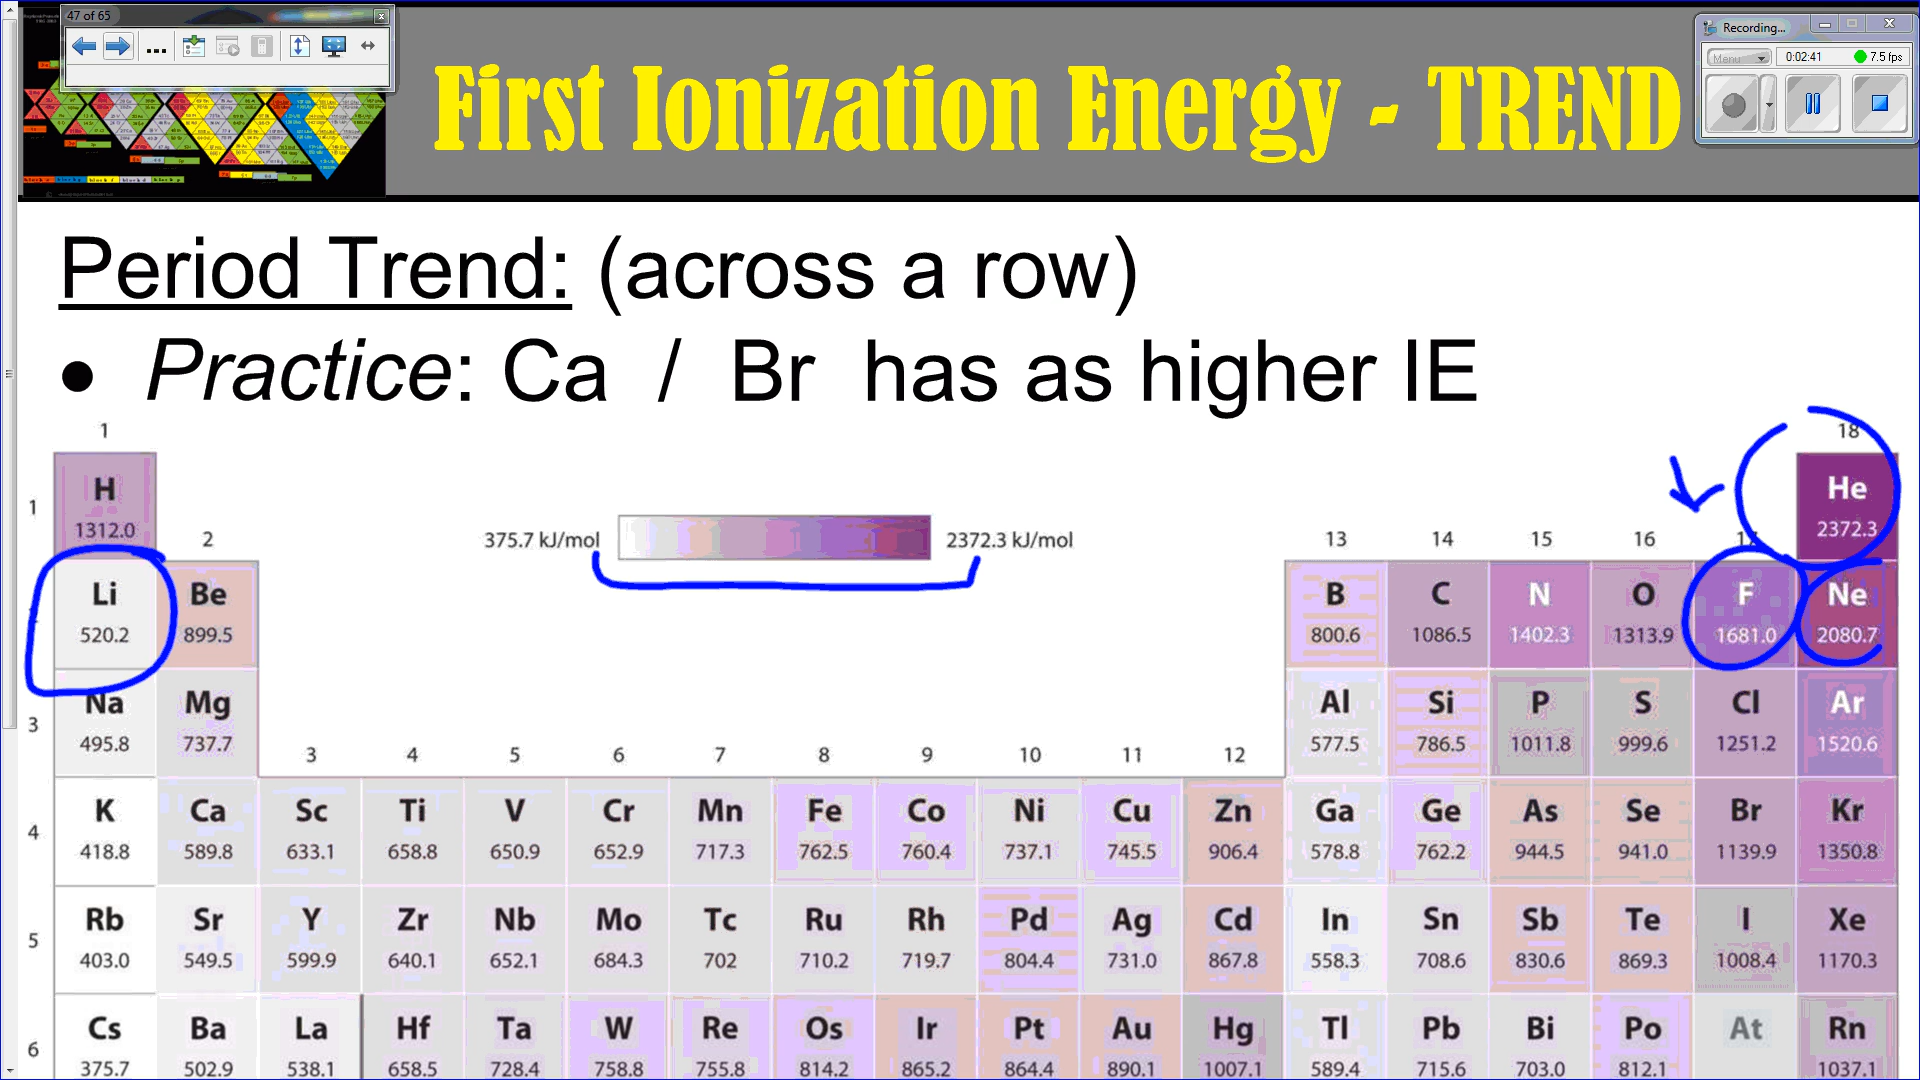 47 of 65
Recording...
Menu 0:02:41 7.5 fps
First Ionization Energy - TREND
Period Trend: (across a row)
• Practice: Ca / Br has as higher IE
1 18
H He
1 1312.0 2372.3
2 375.7 kJ/mol 2372.3 kJ/mol 13 14 15 16 17
Li Be B C N O F Ne
520.2 899.5 800.6 1086.5 1402.3 1313.9 1681.0 2080.7
Na Mg Al Si P S Cl Ar
3 495.8 737.7 577.5 786.5 1011.8 999.6 1251.2 1520.6
3 4 5 6 7 8 9 10 11 12
K Ca Sc Ti V Cr Mn Fe Co Ni Cu Zn Ga Ge As Se Br Kr
4 418.8 589.8 633.1 658.8 650.9 652.9 717.3 762.5 760.4 737.1 745.5 906.4 578.8 762.2 944.5 941.0 1139.9 1350.8
Rb Sr Y Zr Nb Mo Tc Ru Rh Pd Ag Cd In Sn Sb Te I Xe
5 403.0 549.5 599.9 640.1 652.1 684.3 702 710.2 719.7 804.4 731.0 867.8 558.3 708.6 830.6 869.3 1008.4 1170.3
Cs Ba La Hf Ta W Re Os Ir Pt Au Hg Tl Pb Bi Po At Rn
6 375.7 502.9 538.1 658.5 728.4 758.8 755.8 814.2 865.2 864.4 890.1 1007.1 589.4 715.6 703.0 812.1 1037.1